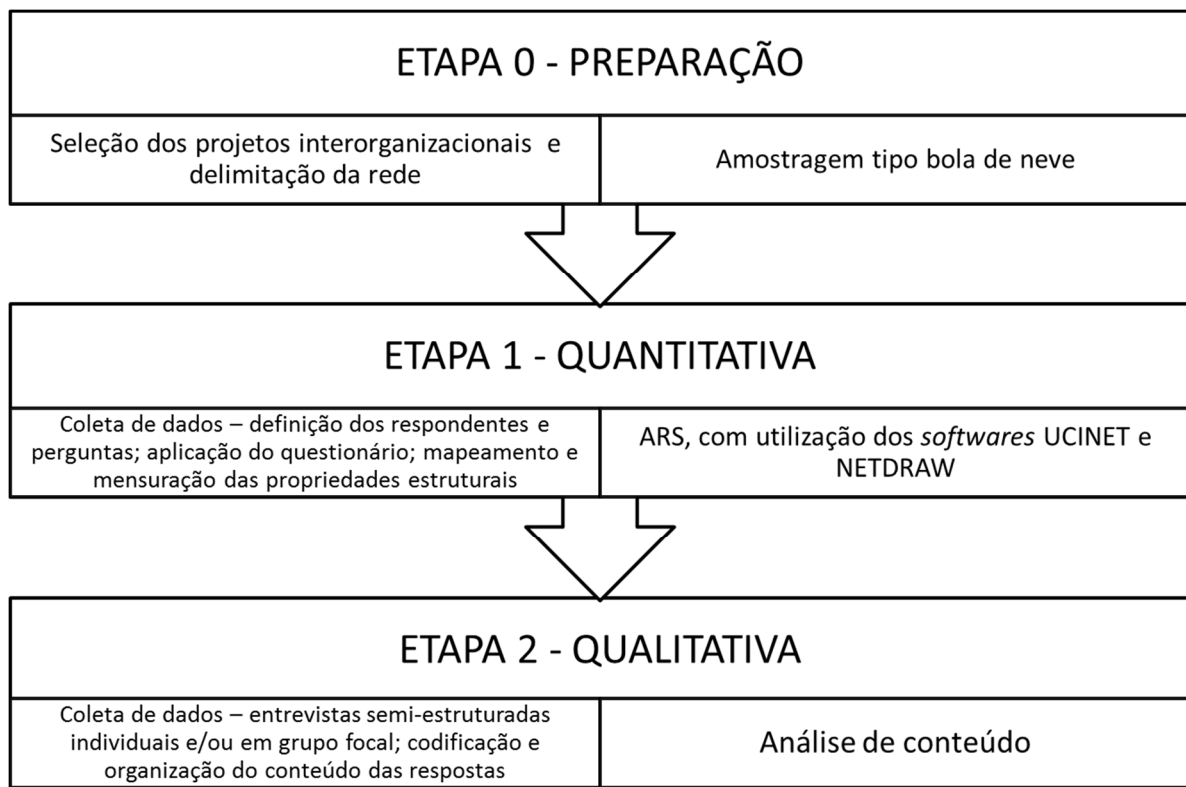 ETAPA 0 - PREPARAÇÃO
Seleção dos projetos interorganizacionais e
delimitação da rede
Amostragem tipo bola de neve
ETAPA 1 - QUANTITATIVA
Coleta de dados – definição dos respondentes e
perguntas; aplicação do questionário; mapeamento e
mensuração das propriedades estruturais
ARS, com utilização dos softwares UCINET e
NETDRAW
ETAPA 2 - QUALITATIVA
Coleta de dados – entrevistas semi-estruturadas
individuais e/ou em grupo focal; codificação e
organização do conteúdo das respostas
Análise de conteúdo